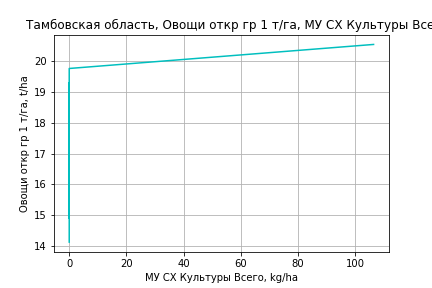 Тамбовская область, Овощи откр гр 1 т/га, МУ СХ Культуры Все
20
19
18
17
16
15
14
Овощи откр гр 1 т/га, t/ha
0 20 40 60 80 100
МУ СХ Культуры Всего, kg/ha